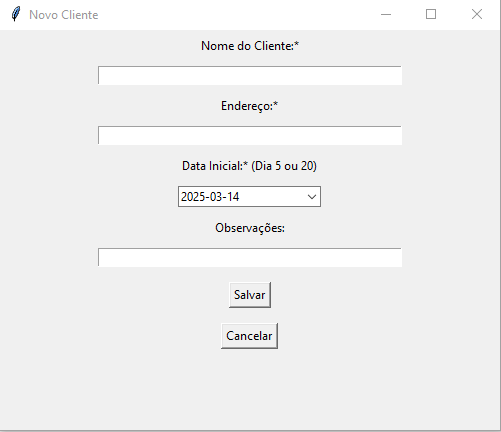 Novo Cliente
Nome do Cliente:*
Endereço:*
Data Inicial:* (Dia 5 ou 20)
2025-03-14
Observações:
Salvar
Cancelar